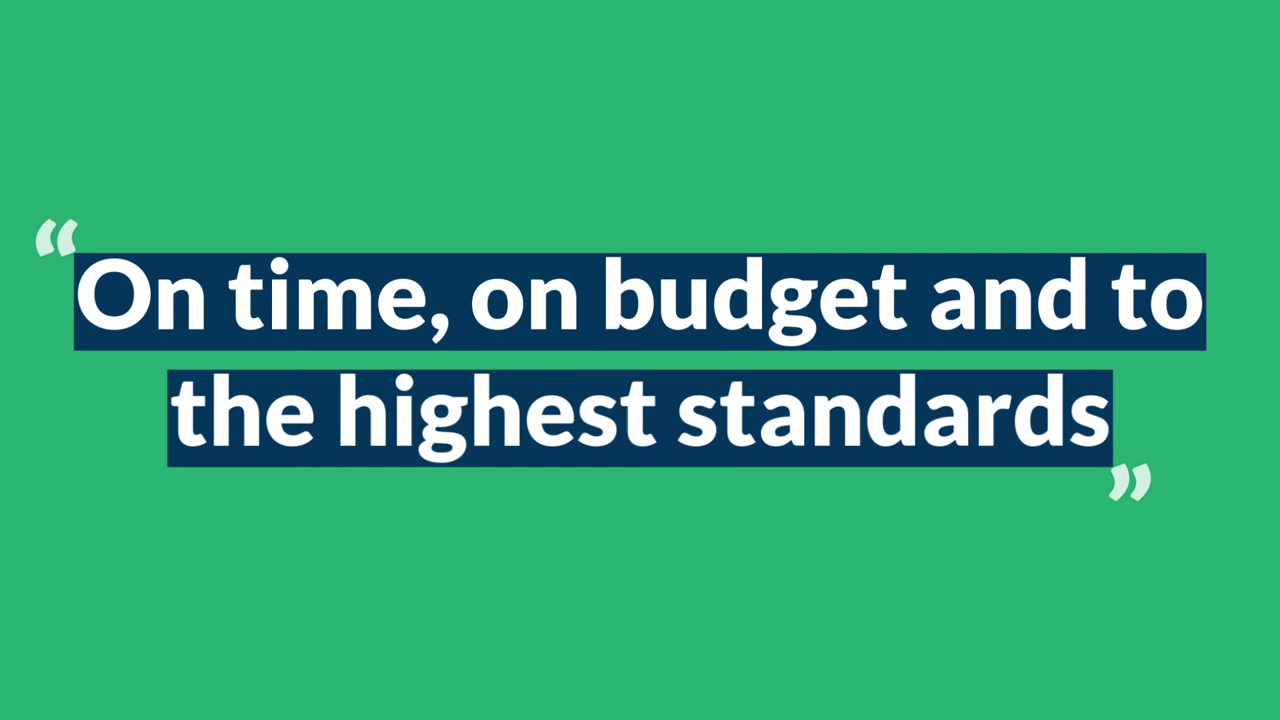 “On time, on budget and to
the highest standards”